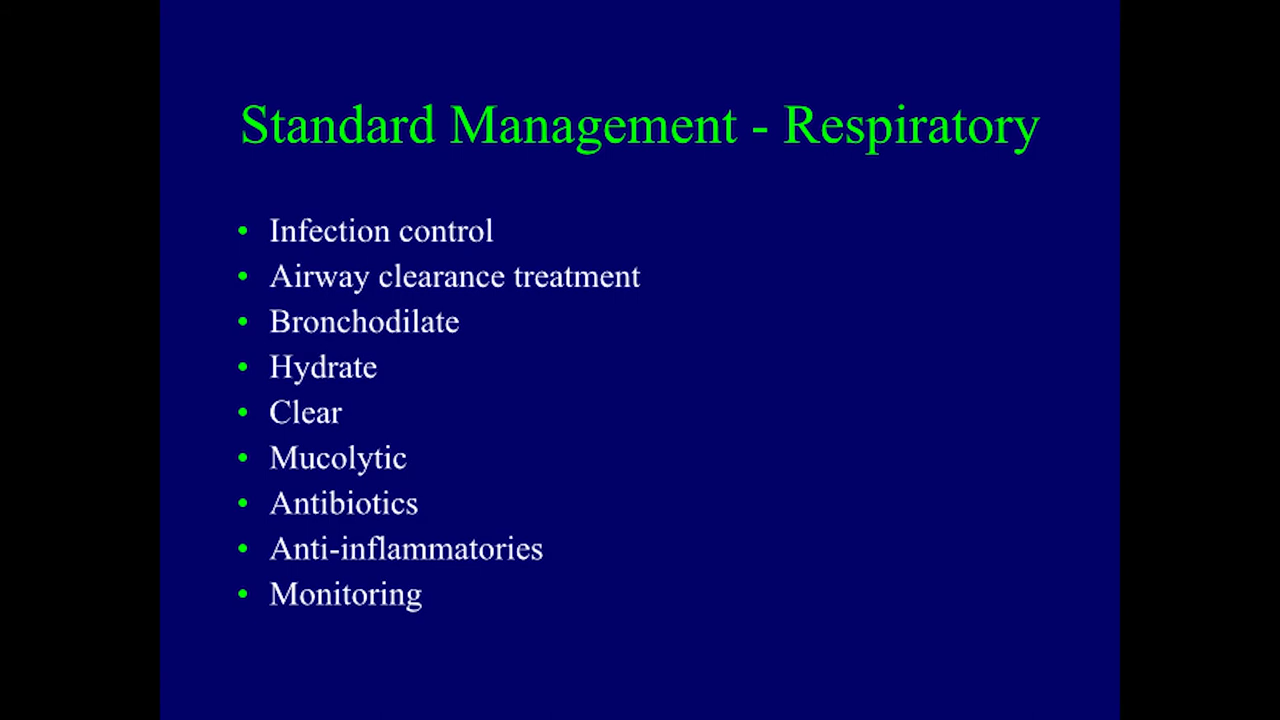 Standard Management - Respiratory
• Infection control
• Airway clearance treatment
• Bronchodilate
• Hydrate
• Clear
• Mucolytic
• Antibiotics
• Anti-inflammatories
• Monitoring